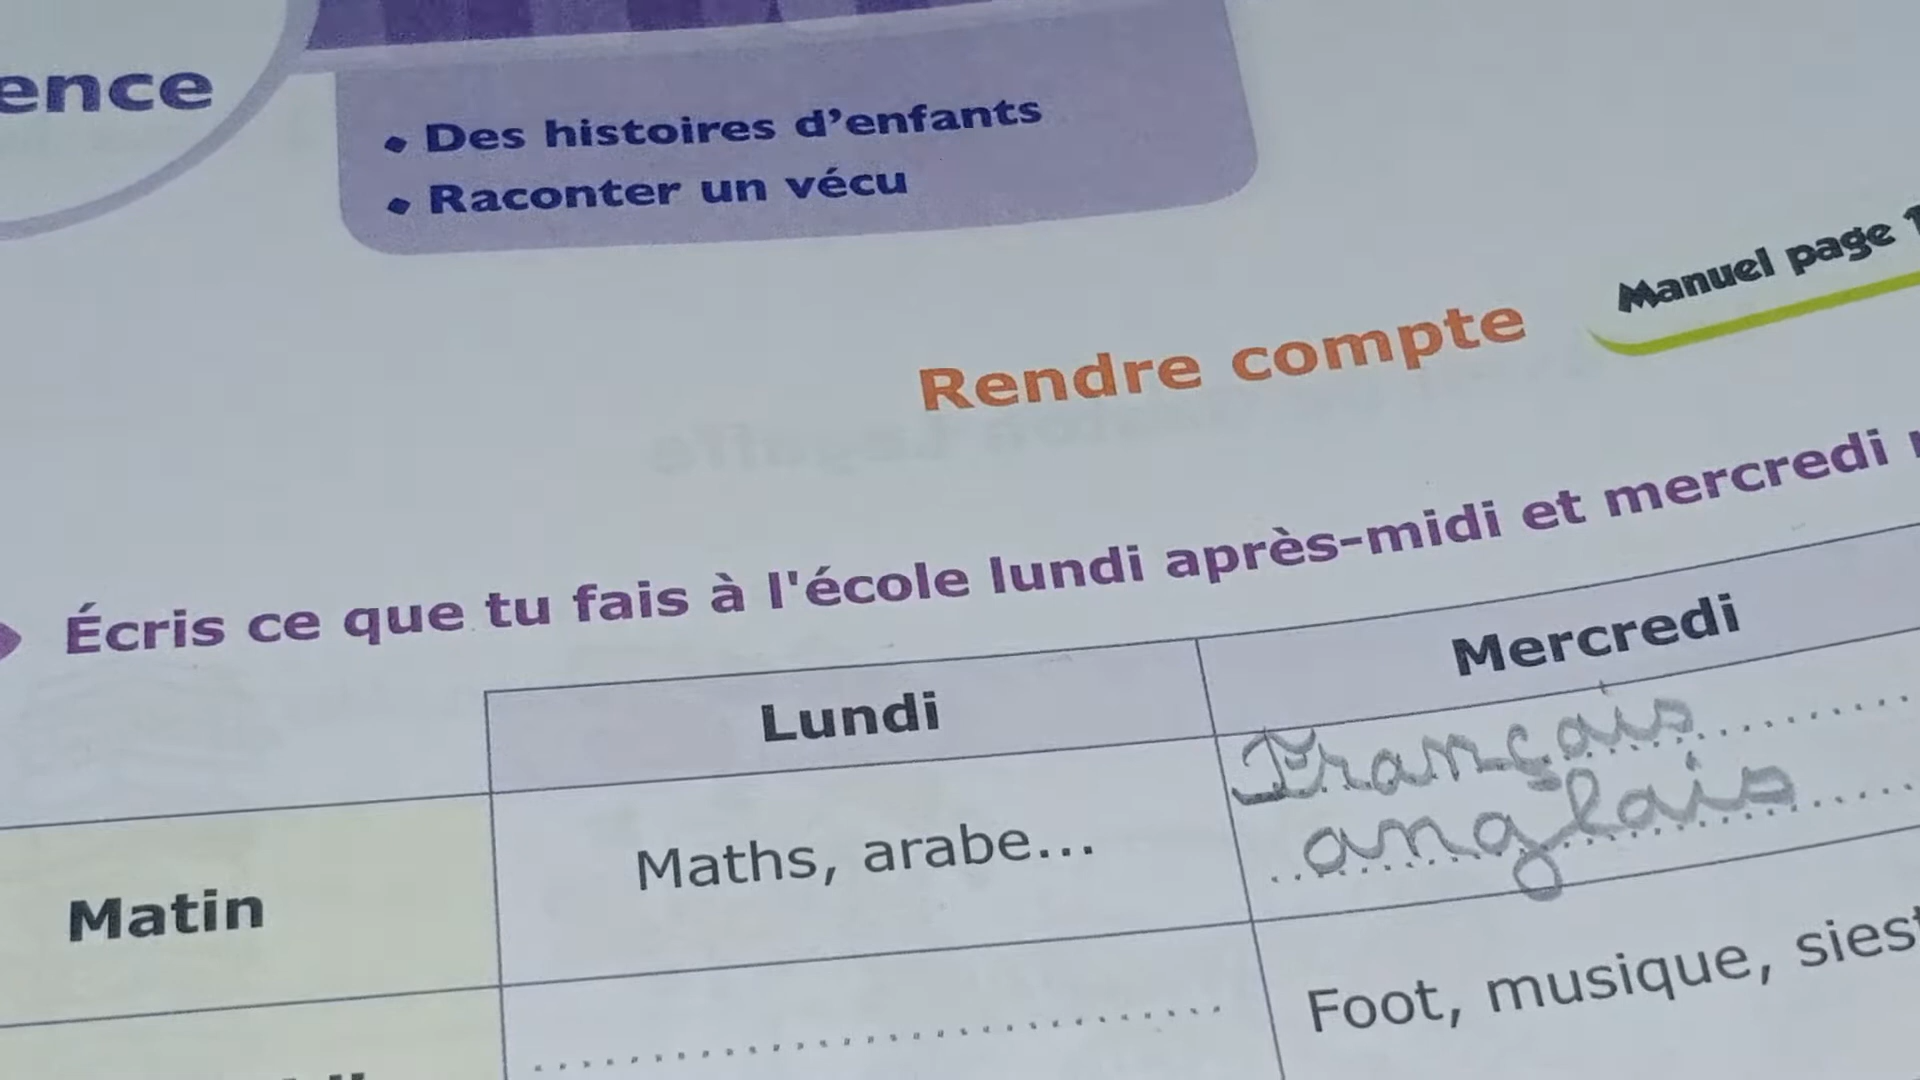 ence
• Des histoires d’enfants
• Raconter un vécu
Manuel page
Rendre compte
Écris ce que tu fais à l'école lundi après-midi et mercredi
Lundi
Mercredi
Matin
Maths, arabe...
Français
anglais
Foot, musique, sies